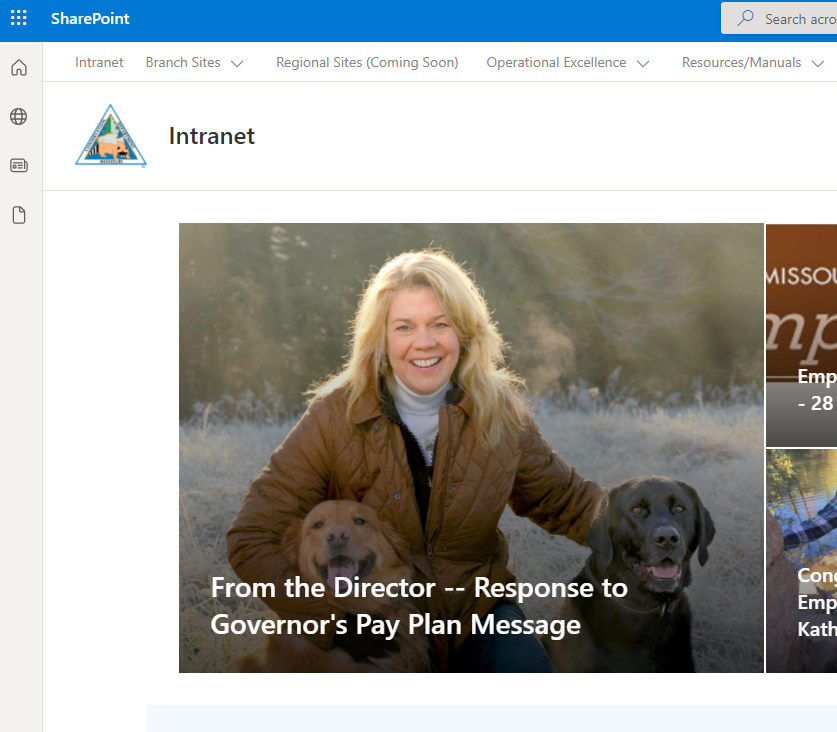 SharePoint
Search acro
Intranet
Branch Sites
Regional Sites (Coming Soon)
Operational Excellence
Resources/Manuals
Intranet
From the Director -- Response to
Governor's Pay Plan Message
MISSOU
mp
Emp
- 28
Cong
Emp
Kath